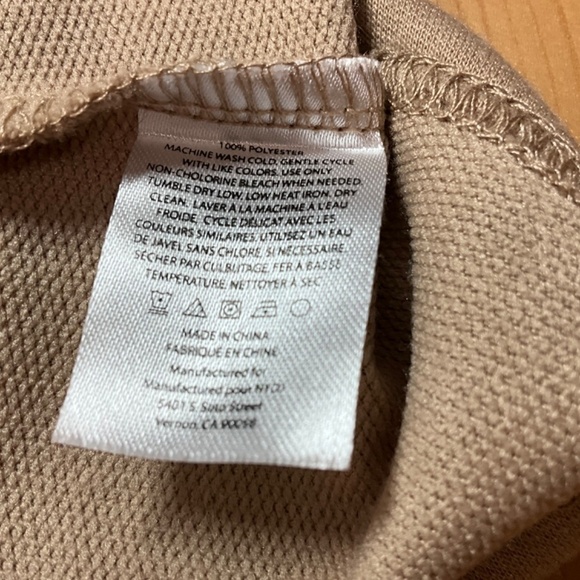 100% POLYESTER
MACHINE WASH COLD, GENTLE CYCLE
WITH LIKE COLORS. USE ONLY
NON-CHOLORINE BLEACH WHEN NEEDED.
TUMBLE DRY LOW, LOW HEAT IRON. DRY
CLEAN. LAVER À LA MACHINE À L'EAU
FROIDE, CYCLE DÉLICAT AVEC LES
COULEURS SIMILAIRES. UTILISEZ UN EAU
DE JAVEL SANS CHLORE, SI NÉCESSAIRE.
SÉCHER PAR CULBUTAGE, FER À BASSE
TEMPÉRATURE, NETTOYER À SEC
MADE IN CHINA
FABRIQUÉ EN CHINE
Manufactured for
Manufactured pour
5401 S. Soto Street
Vernon, CA 90058